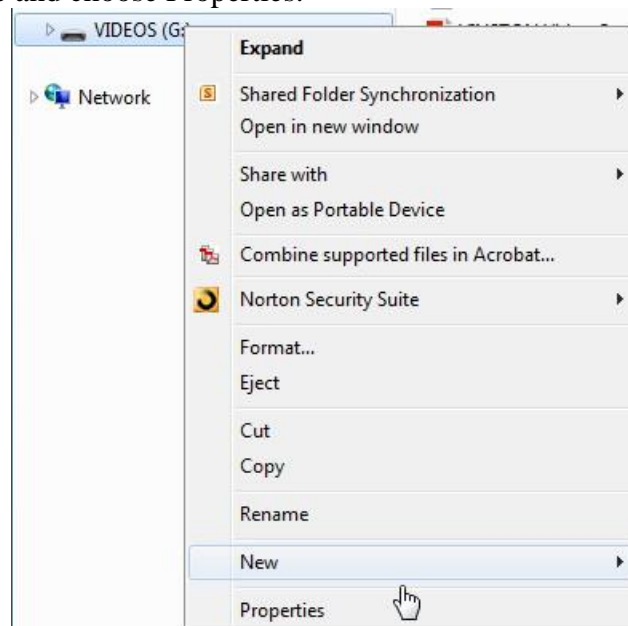 and choose Properties.
VIDEOS (G:)
Expand
Network
Shared Folder Synchronization
Open in new window
Share with
Open as Portable Device
Combine supported files in Acrobat...
Norton Security Suite
Format...
Eject
Cut
Copy
Rename
New
Properties